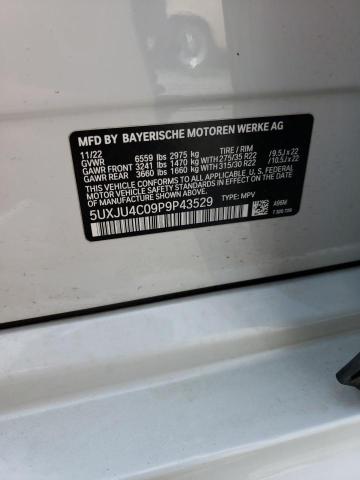 MFD BY BAYERISCHE MOTOREN WERKE AG
11/22 TIRE / RIM
GVWR 6559 lbs 2975 kg
GAWR FRONT 3241 lbs 1470 kg WITH 275/35 R22 /9.5J x 22
GAWR REAR 3660 lbs 1660 kg WITH 315/30 R22 /10.5J x 22
THIS VEHICLE CONFORMS TO ALL APPLICABLE U. S. FEDERAL
MOTOR VEHICLE SAFETY STANDARDS IN EFFECT ON THE
DATE OF MANUFACTURE SHOWN ABOVE.
5UXJU4C09P9P43529 TYPE: MPV
A96M